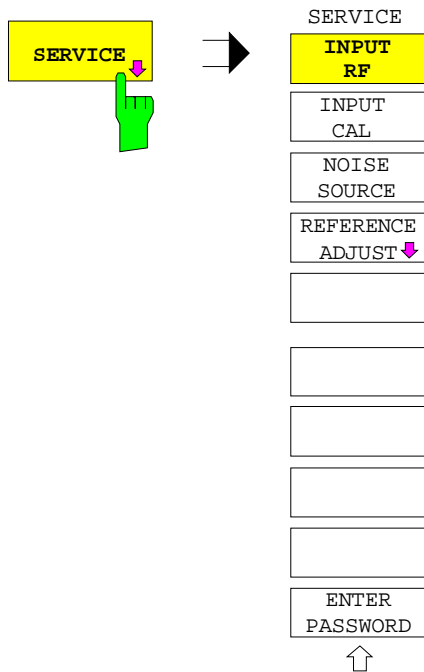 SERVICE
SERVICE
INPUT
RF
INPUT
CAL
NOISE
SOURCE
REFERENCE
ADJUST
ENTER
PASSWORD